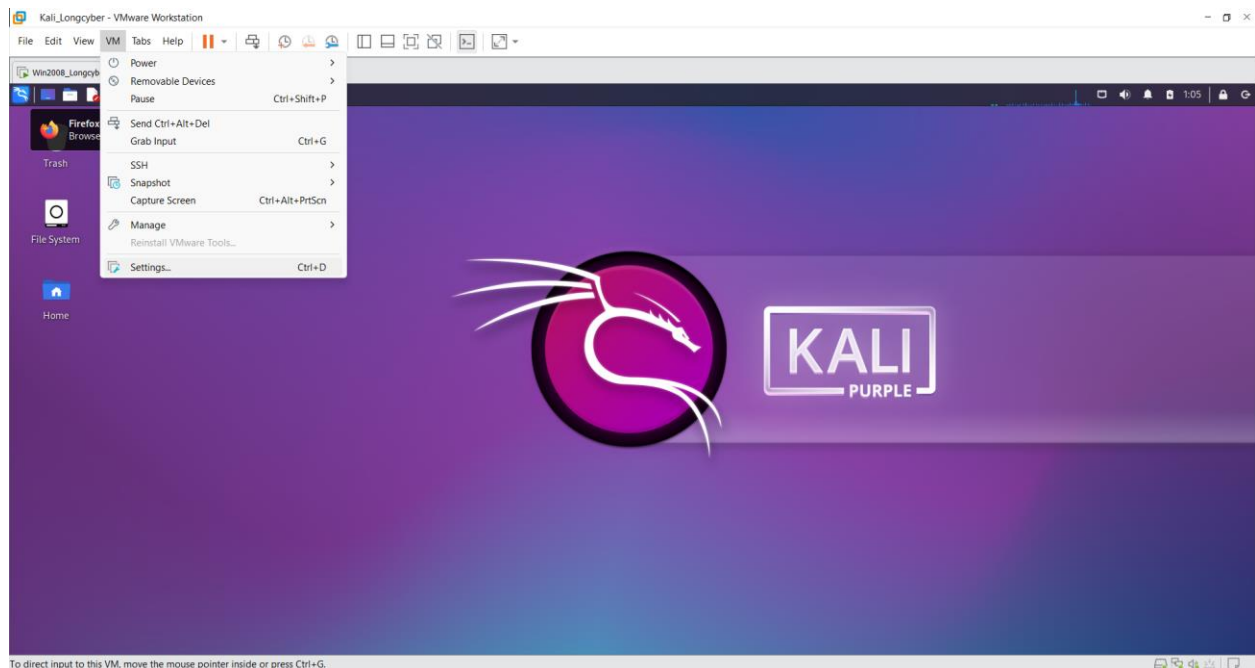 Kali_Longcyber - VMware Workstation
File Edit View VM Tabs Help
Win2008_Longcyb
Power
Removable Devices
Pause Ctrl+Shift+P
Send Ctrl+Alt+Del
Grab Input Ctrl+G
SSH
Snapshot
Capture Screen Ctrl+Alt+PrtScn
Manage
Reinstall VMware Tools...
Settings... Ctrl+D
1:05
Firefox
Browse
Trash
File System
Home
KALI
PURPLE
To direct input to this VM, move the mouse pointer inside or press Ctrl+G.